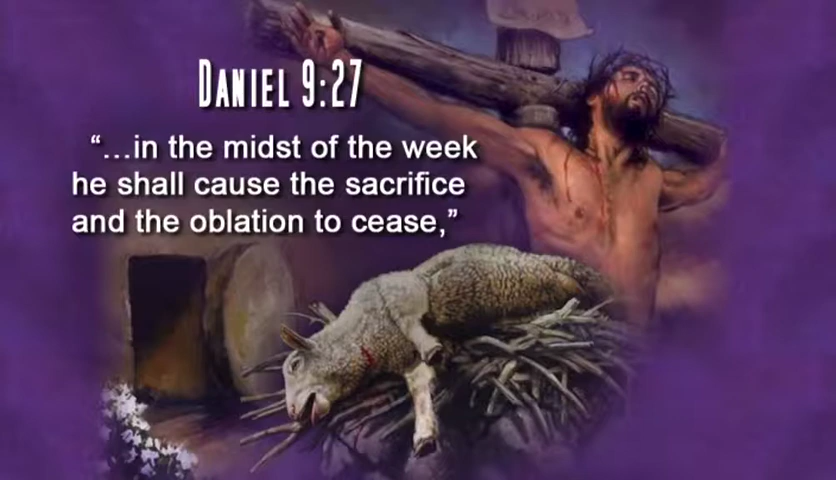 DANIEL 9:27
“...in the midst of the week
he shall cause the sacrifice
and the oblation to cease,”